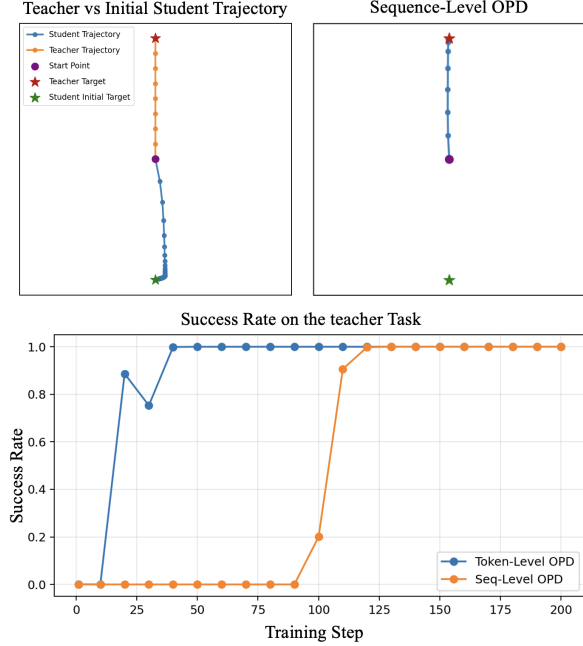 Teacher vs Initial Student Trajectory
Student Trajectory
Teacher Trajectory
Start Point
Teacher Target
Student Initial Target
Sequence-Level OPD
Success Rate on the teacher Task
Success Rate
1.0
0.8
0.6
0.4
0.2
0.0
Token-Level OPD
Seq-Level OPD
0 25 50 75 100 125 150 175 200
Training Step